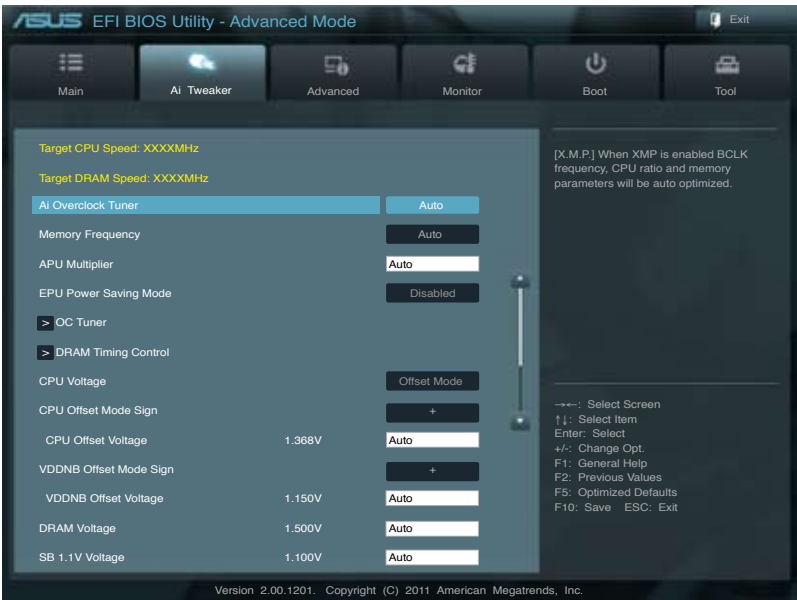 ASUS EFI BIOS Utility - Advanced Mode Exit
Main Ai Tweaker Advanced Monitor Boot Tool
Target CPU Speed: XXXXMHz
Target DRAM Speed: XXXXMHz
Ai Overclock Tuner Auto
Memory Frequency Auto
APU Multiplier Auto
EPU Power Saving Mode Disabled
> OC Tuner
> DRAM Timing Control
CPU Voltage Offset Mode
CPU Offset Mode Sign +
CPU Offset Voltage 1.368V Auto
VDDNB Offset Mode Sign +
VDDNB Offset Voltage 1.150V Auto
DRAM Voltage 1.500V Auto
SB 1.1V Voltage 1.100V Auto
[X.M.P.] When XMP is enabled BCLK
frequency, CPU ratio and memory
parameters will be auto optimized.
→←: Select Screen
↑↓: Select Item
Enter: Select
+/-: Change Opt.
F1: General Help
F2: Previous Values
F5: Optimized Defaults
F10: Save ESC: Exit
Version 2.00.1201. Copyright (C) 2011 American Megatrends, Inc.